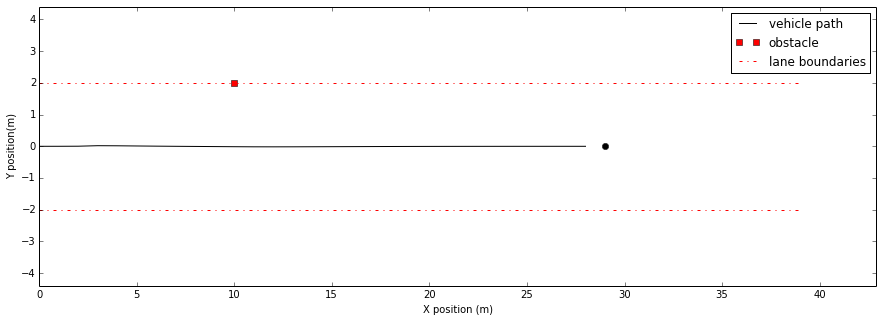 4
3
2
1
0
−1
−2
−3
−4
Y position(m)
vehicle path
obstacle
lane boundaries
0 5 10 15 20 25 30 35 40
X position (m)